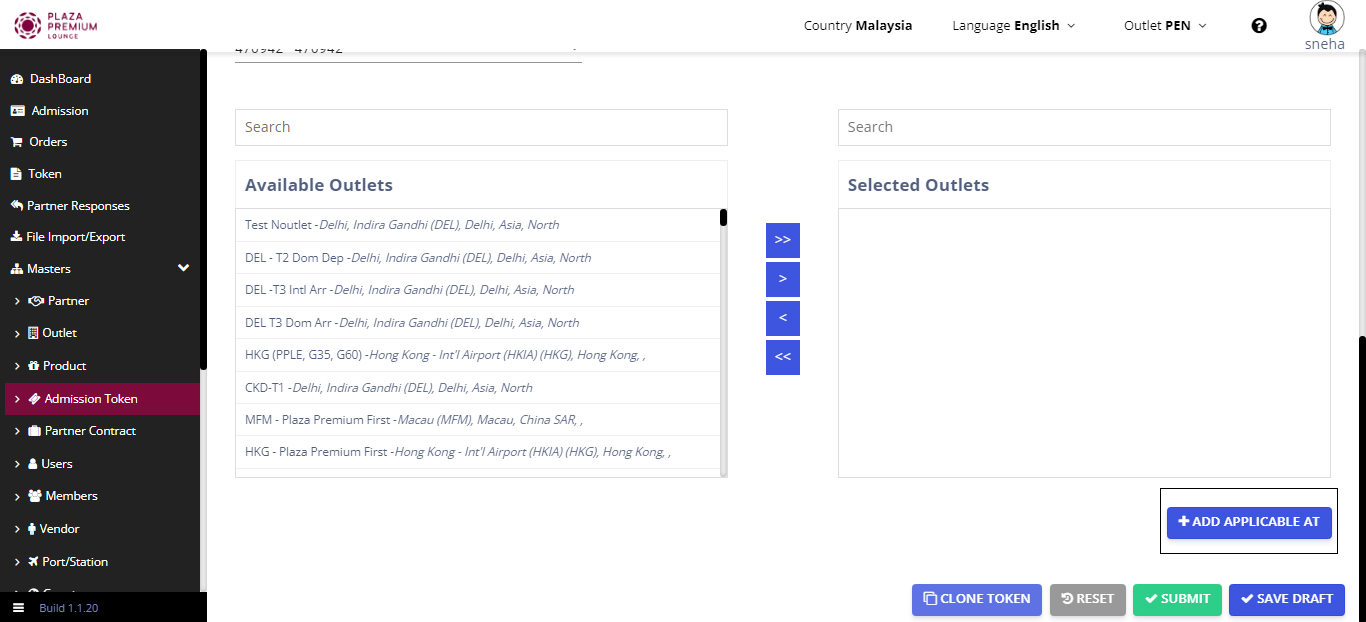 PLAZA
PREMIUM
LOUNGE
Country Malaysia
Language English
Outlet PEN
sneha
DashBoard
Admission
Orders
Token
Partner Responses
File Import/Export
Masters
Partner
Outlet
Product
Admission Token
Partner Contract
Users
Members
Vendor
Port/Station
Build 1.1.20
Search
Available Outlets
Test Noutlet -Delhi, Indira Gandhi (DEL), Delhi, Asia, North
DEL - T2 Dom Dep -Delhi, Indira Gandhi (DEL), Delhi, Asia, North
DEL -T3 Intl Arr -Delhi, Indira Gandhi (DEL), Delhi, Asia, North
DEL T3 Dom Arr -Delhi, Indira Gandhi (DEL), Delhi, Asia, North
HKG (PPLE, G35, G60) -Hong Kong - Int'l Airport (HKIA) (HKG), Hong Kong, ,
CKD-T1 -Delhi, Indira Gandhi (DEL), Delhi, Asia, North
MFM - Plaza Premium First -Macau (MFM), Macau, China SAR, ,
HKG - Plaza Premium First -Hong Kong - Int'l Airport (HKIA) (HKG), Hong Kong, ,
>>
>
<
<<
Search
Selected Outlets
ADD APPLICABLE AT
CLONE TOKEN
RESET
SUBMIT
SAVE DRAFT